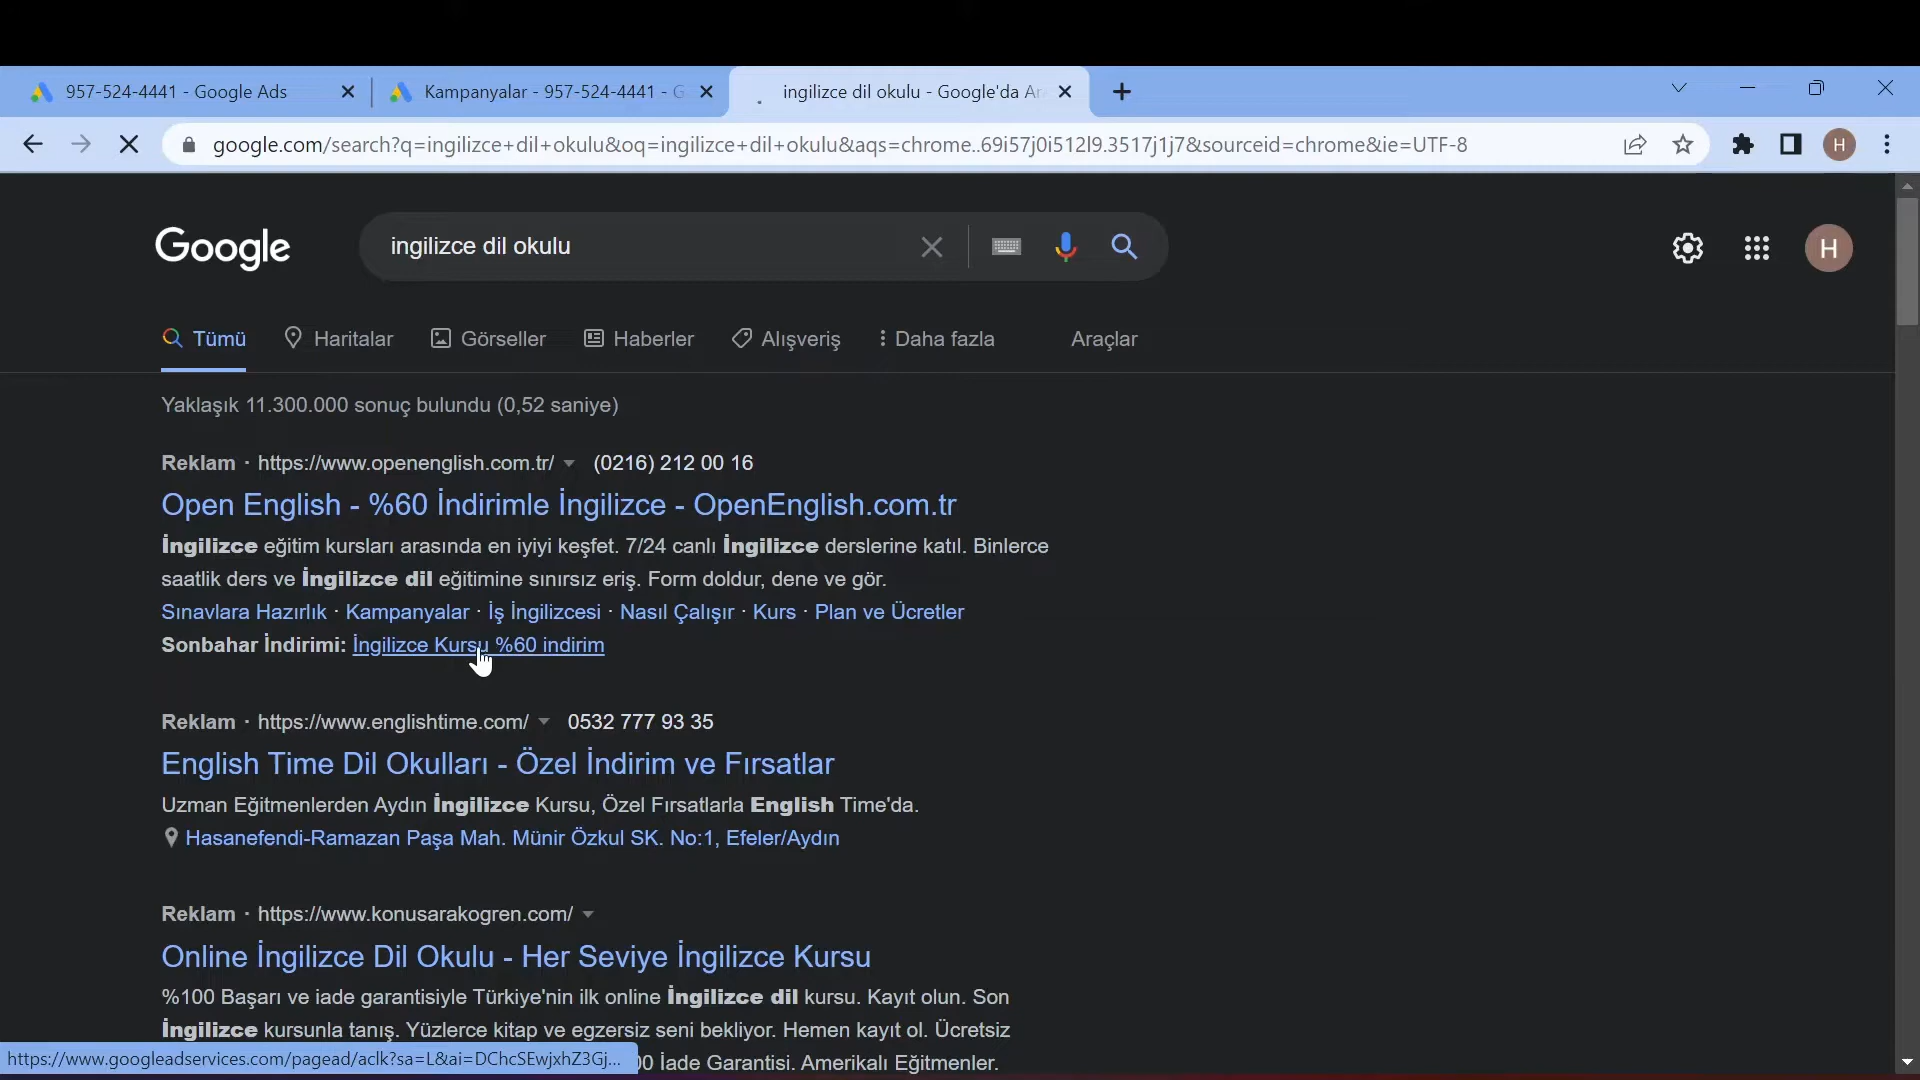 957-524-4441 - Google Ads
Kampanyalar - 957-524-4441 - G
ingilizce dil okulu - Google'da Ar
google.com/search?q=ingilizce+dil+okulu&oq=ingilizce+dil+okulu&aqs=chrome..69i57j0i512l9.3517j1j7&sourceid=chrome&ie=UTF-8
H
Google
ingilizce dil okulu
H
Tümü
Haritalar
Görseller
Haberler
Alışveriş
Daha fazla
Araçlar
Yaklaşık 11.300.000 sonuç bulundu (0,52 saniye)
Reklam · https://www.openenglish.com.tr/ (0216) 212 00 16
Open English - %60 İndirimle İngilizce - OpenEnglish.com.tr
İngilizce eğitim kursları arasında en iyiyi keşfet. 7/24 canlı İngilizce derslerine katıl. Binlerce
saatlik ders ve İngilizce dil eğitimine sınırsız eriş. Form doldur, dene ve gör.
Sınavlara Hazırlık · Kampanyalar · İş İngilizcesi · Nasıl Çalışır · Kurs · Plan ve Ücretler
Sonbahar İndirimi: İngilizce Kursu %60 indirim
Reklam · https://www.englishtime.com/ 0532 777 93 35
English Time Dil Okulları - Özel İndirim ve Fırsatlar
Uzman Eğitmenlerden Aydın İngilizce Kursu, Özel Fırsatlarla English Time'da.
Hasanefendi-Ramazan Paşa Mah. Münir Özkul SK. No:1, Efeler/Aydın
Reklam · https://www.konusarakogren.com/
Online İngilizce Dil Okulu - Her Seviye İngilizce Kursu
%100 Başarı ve iade garantisiyle Türkiye'nin ilk online İngilizce dil kursu. Kayıt olun. Son
İngilizce kursunla tanış. Yüzlerce kitap ve egzersiz seni bekliyor. Hemen kayıt ol. Ücretsiz
https://www.googleadservices.com/pagead/aclk?sa=L&ai=DChcSEwjxhZ3Gj...
İade Garantisi. Amerikalı Eğitmenler.